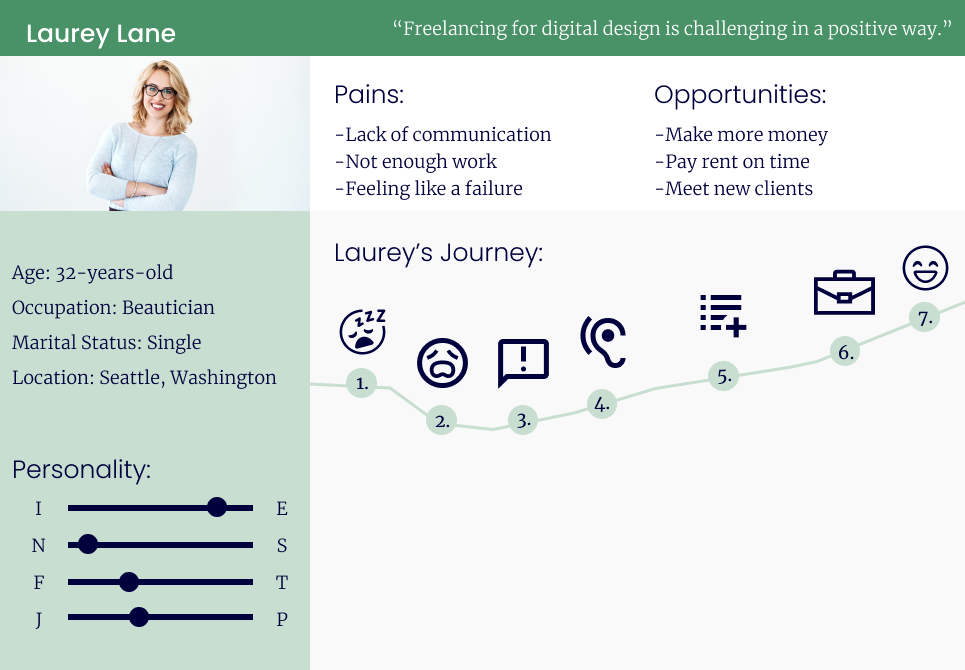 Laurey Lane
“Freelancing for digital design is challenging in a positive way.”
Pains:
-Lack of communication
-Not enough work
-Feeling like a failure
Opportunities:
-Make more money
-Pay rent on time
-Meet new clients
Age: 32-years-old
Occupation: Beautician
Marital Status: Single
Location: Seattle, Washington
Personality:
I E
N S
F T
J P
Laurey’s Journey:
z z z
1.
2.
3.
4.
5.
6.
7.